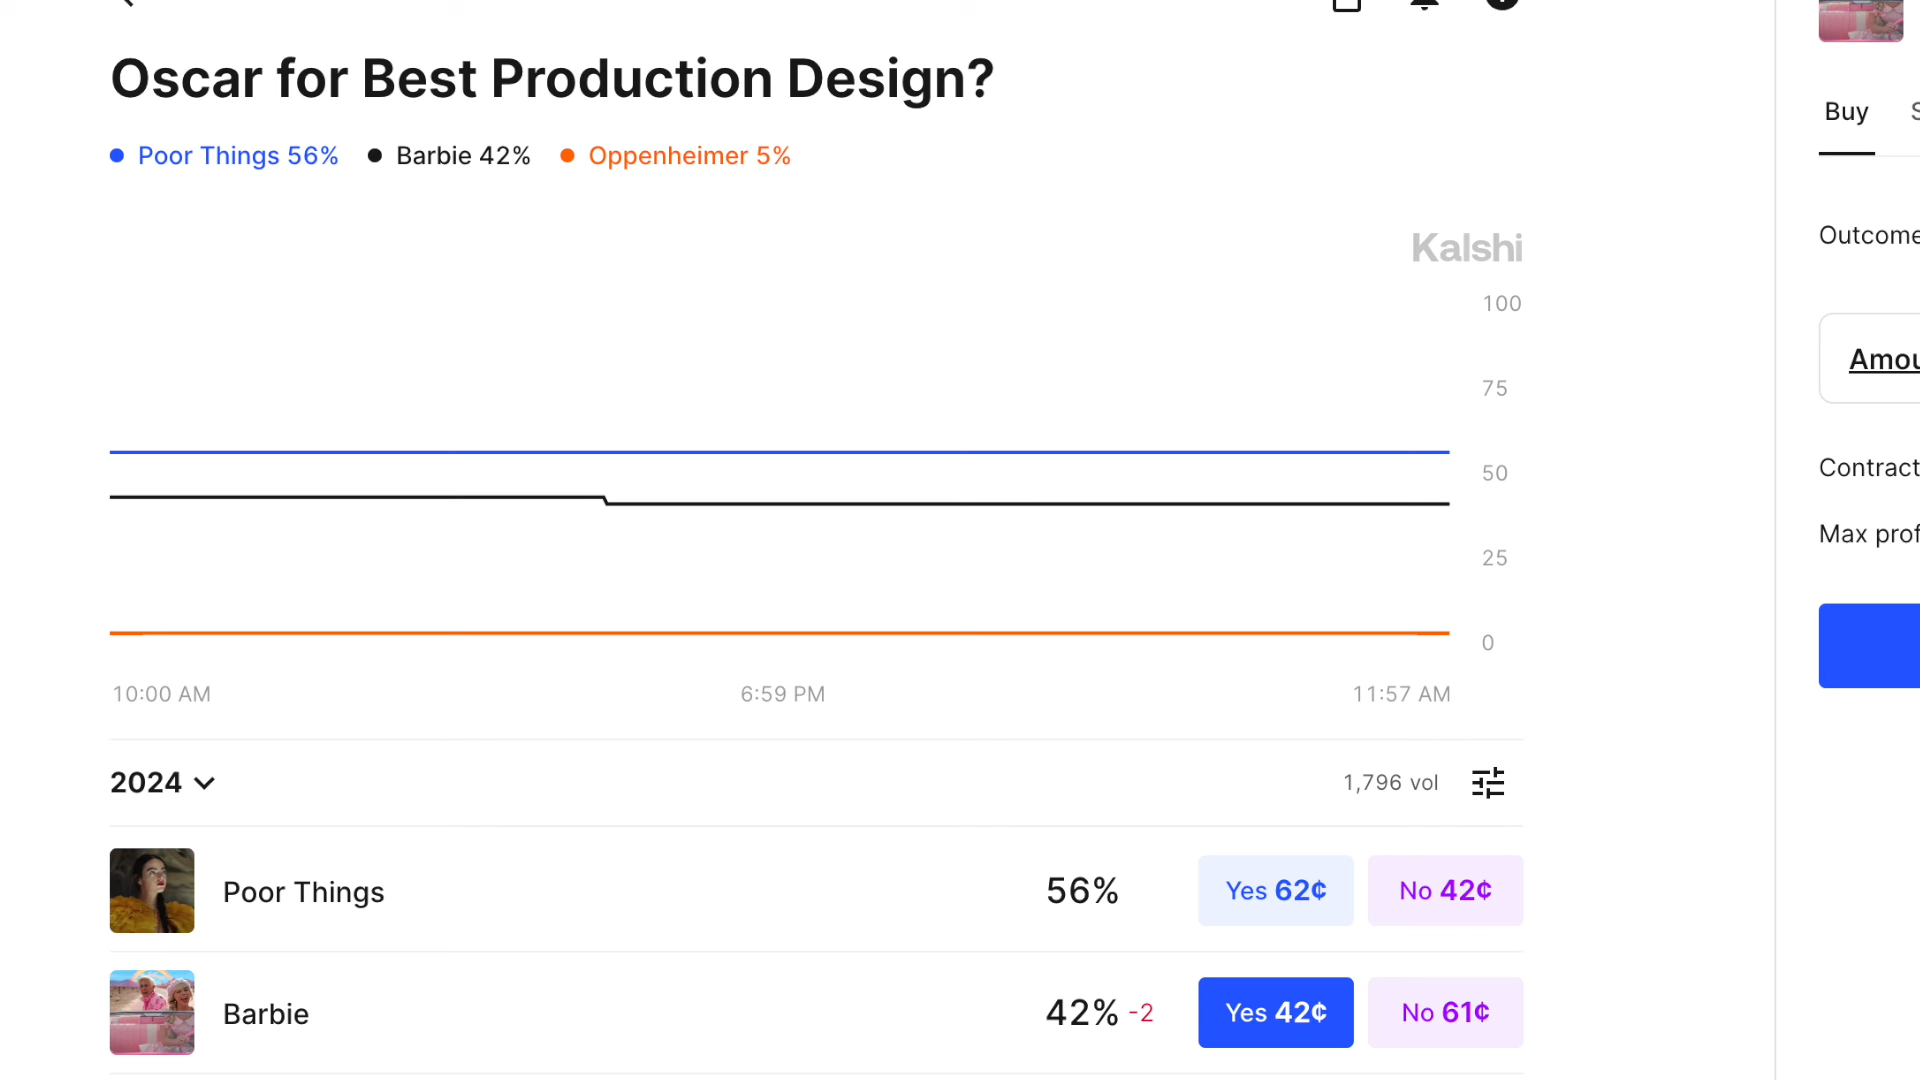 Oscar for Best Production Design?
Poor Things 56% Barbie 42% Oppenheimer 5%
Kalshi
100
75
50
25
0
10:00 AM 6:59 PM 11:57 AM
2024 1,796 vol
Poor Things 56% Yes 62¢ No 42¢
Barbie 42% -2 Yes 42¢ No 61¢
Buy
Outcome
Amou
Contract
Max prof